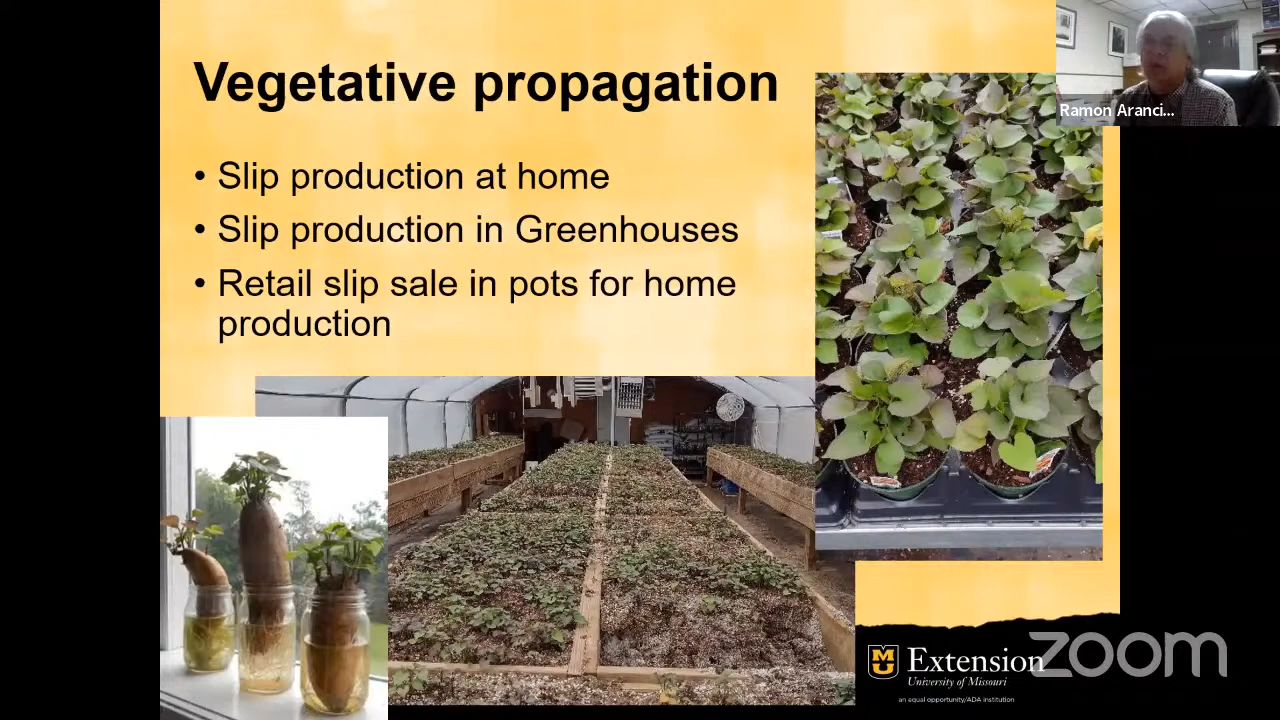 Vegetative propagation
• Slip production at home
• Slip production in Greenhouses
• Retail slip sale in pots for home
production
Ramon Aranci...
MU
Extension
University of Missouri
an equal opportunity/ADA institution
zoom